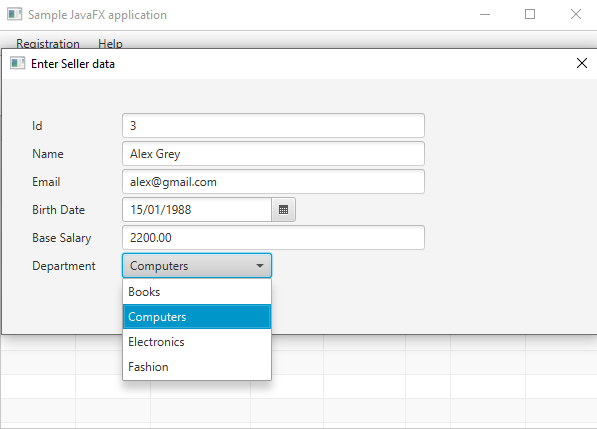 Sample JavaFX application
Registration Help
Enter Seller data
Id 3
Name Alex Grey
Email alex@gmail.com
Birth Date 15/01/1988
Base Salary 2200.00
Department Computers
Books
Computers
Electronics
Fashion